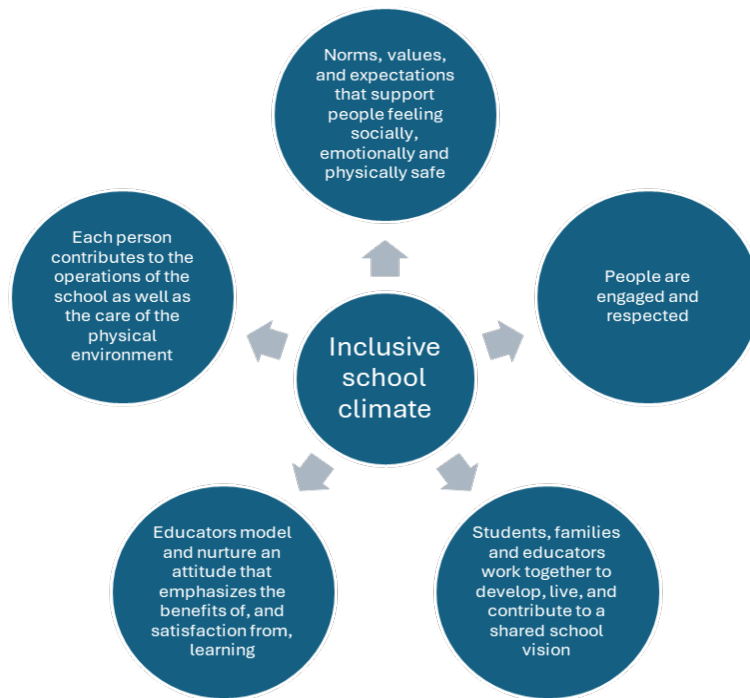 Norms, values,
and expectations
that support
people feeling
socially,
emotionally and
physically safe
Each person
contributes to the
operations of the
school as well as
the care of the
physical
environment
People are
engaged and
respected
Inclusive
school
climate
Educators model
and nurture an
attitude that
emphasizes the
benefits of, and
satisfaction from,
learning
Students, families
and educators
work together to
develop, live, and
contribute to a
shared school
vision